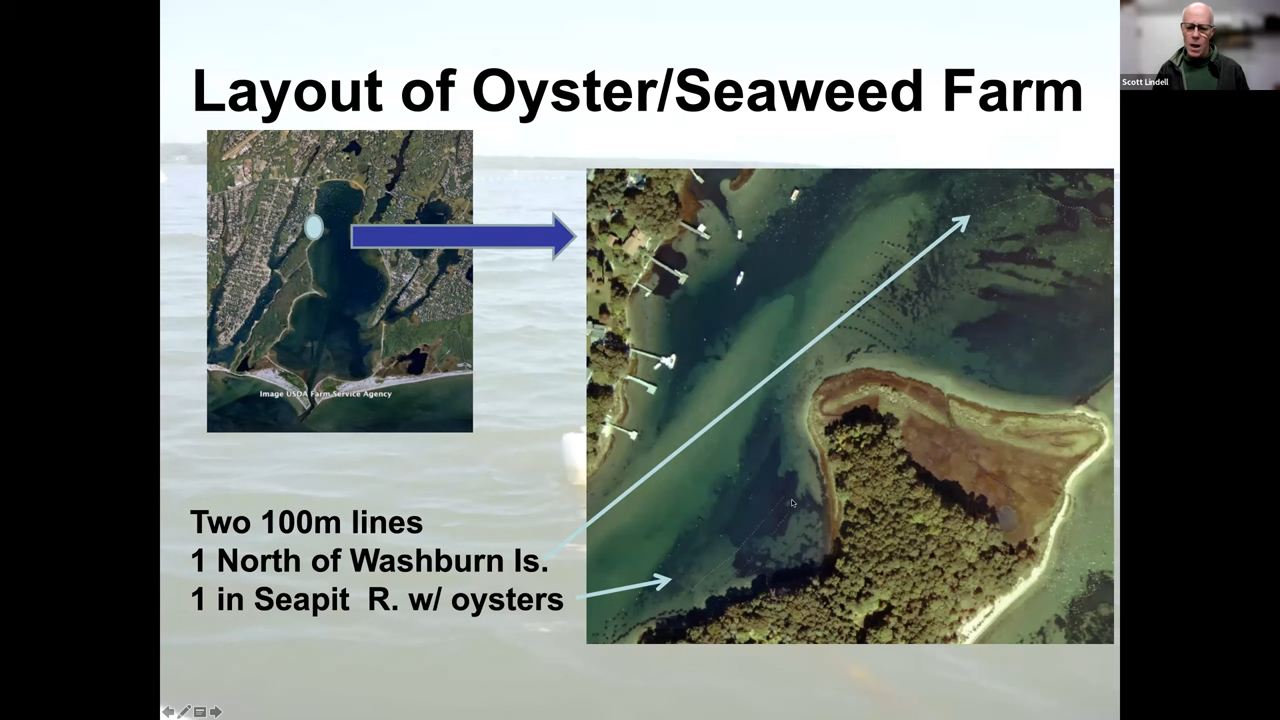 Layout of Oyster/Seaweed Farm
Scott Lindell
Image USDA Farm Service Agency
Two 100m lines
1 North of Washburn Is.
1 in Seapit R. w/ oysters